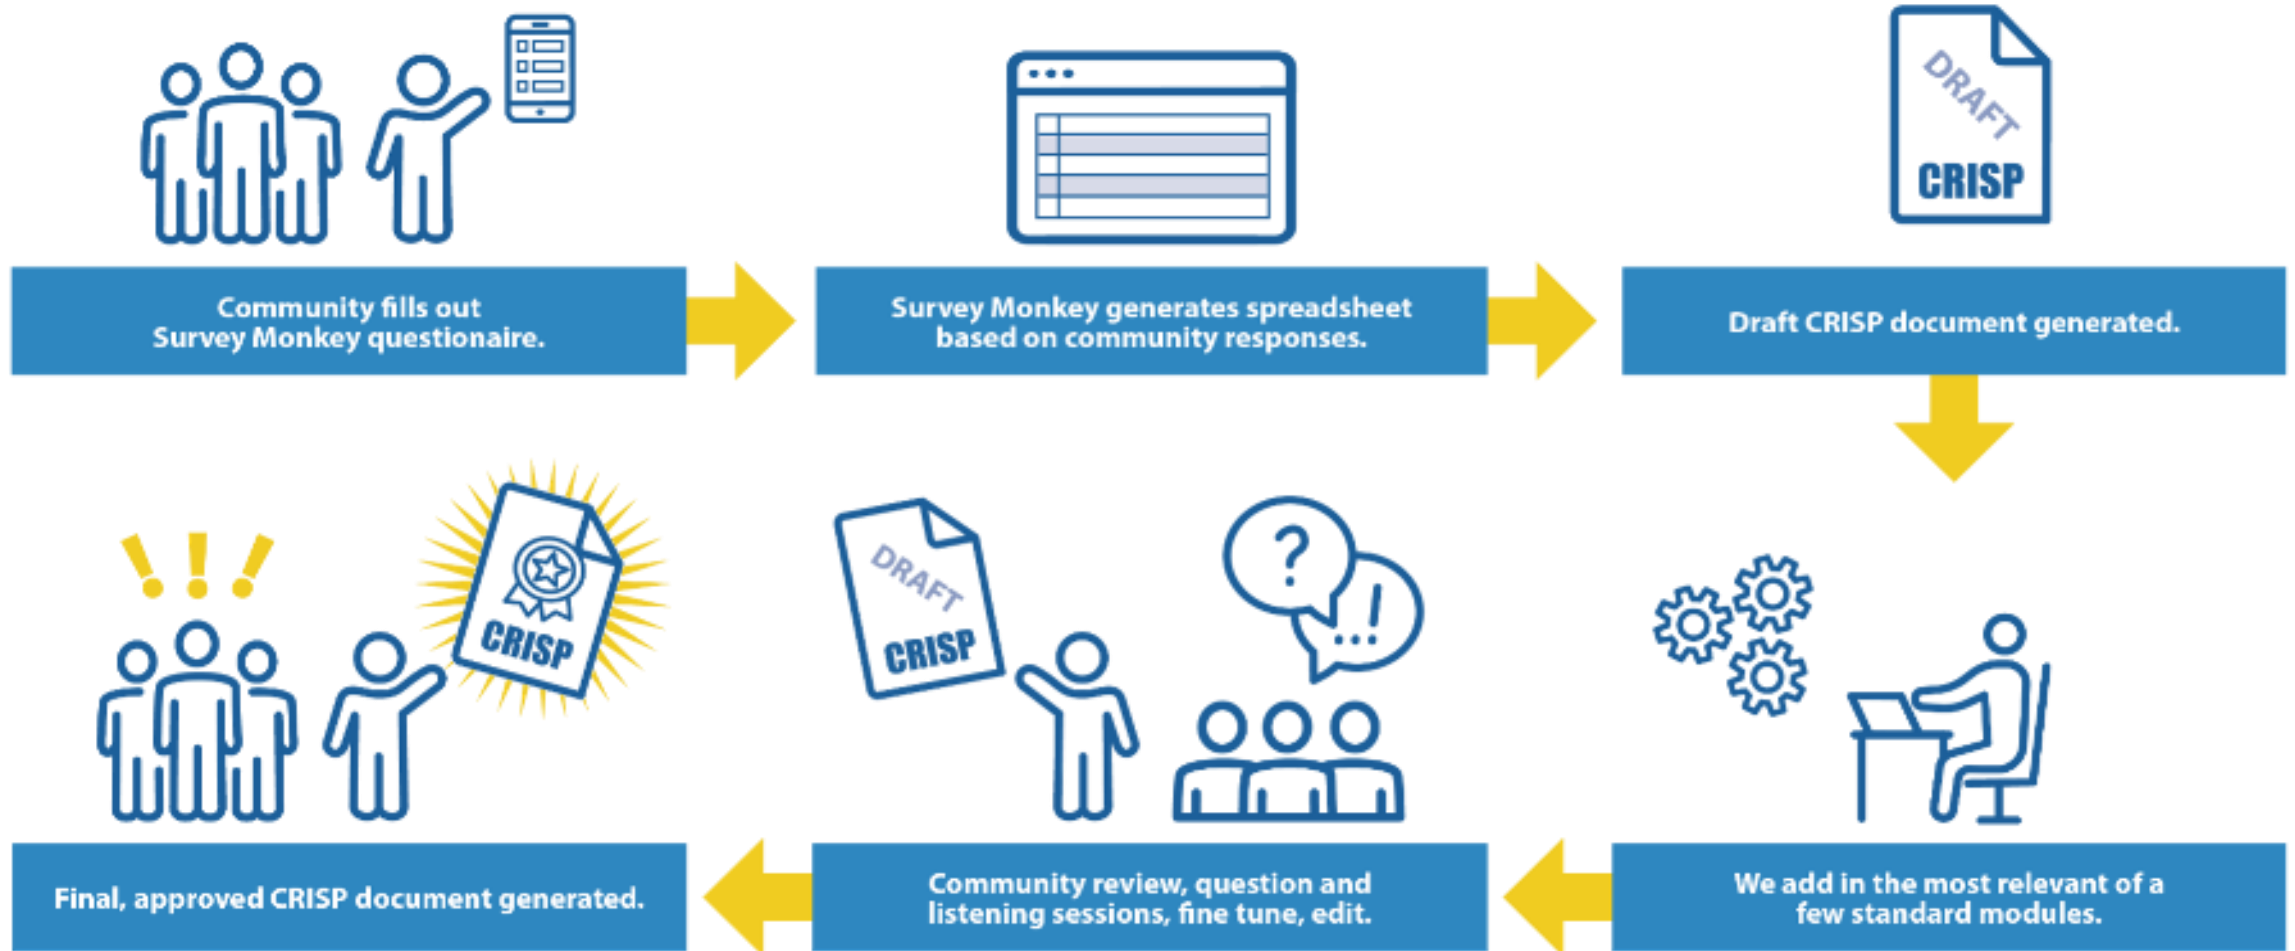 DRAFT
CRISP
Community fills out
Survey Monkey questionaire.
Survey Monkey generates spreadsheet
based on community responses.
Draft CRISP document generated.
We add in the most relevant of a
few standard modules.
DRAFT
CRISP
?
...!
Community review, question and
listening sessions, fine tune, edit.
! ! !
CRISP
Final, approved CRISP document generated.